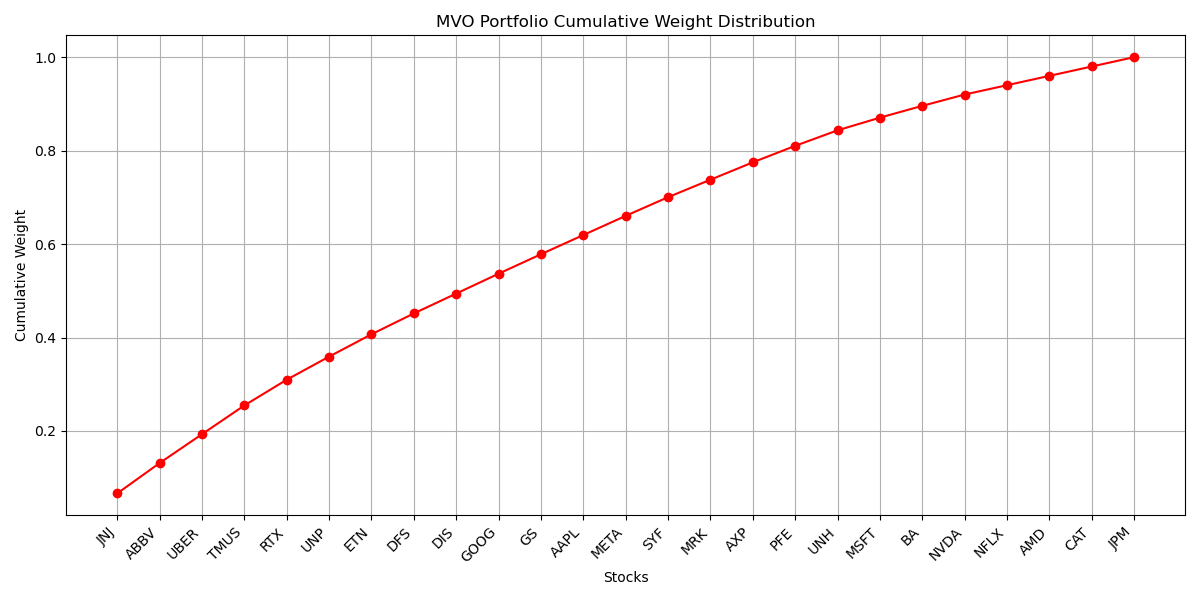 MVO Portfolio Cumulative Weight Distribution
Cumulative Weight
1.0
0.8
0.6
0.4
0.2
JNJ
ABBV
UBER
TMUS
RTX
UNP
ETN
DFS
DIS
GOOG
GS
AAPL
META
SYF
MRK
AXP
PFE
UNH
MSFT
BA
NVDA
NFLX
AMD
CAT
JPM
Stocks